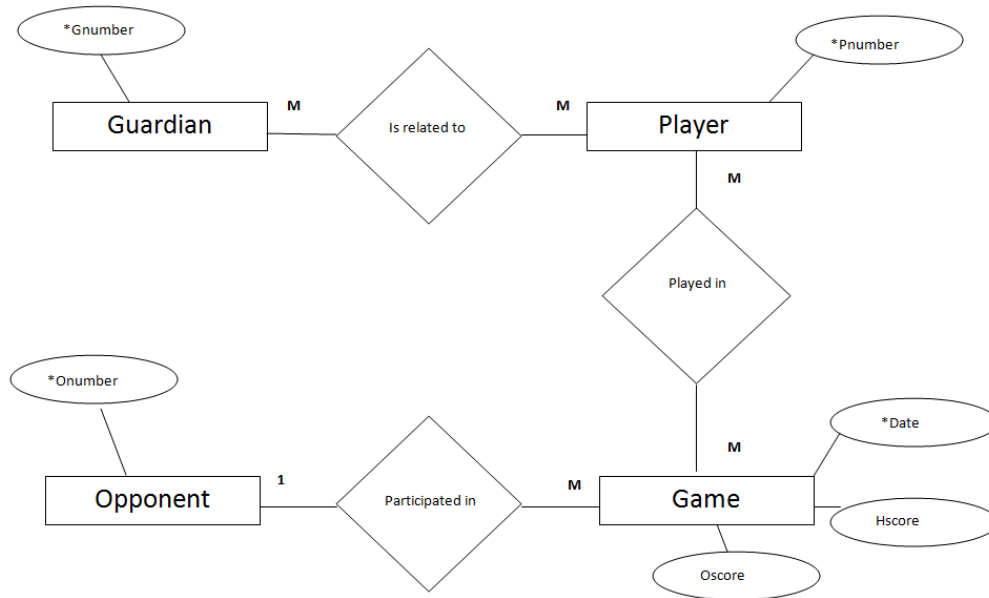 *Gnumber
*Pnumber
Guardian
M
Is related to
M
Player
M
Played in
*Onumber
*Date
M
Opponent
1
Participated in
M
Game
Hscore
Oscore